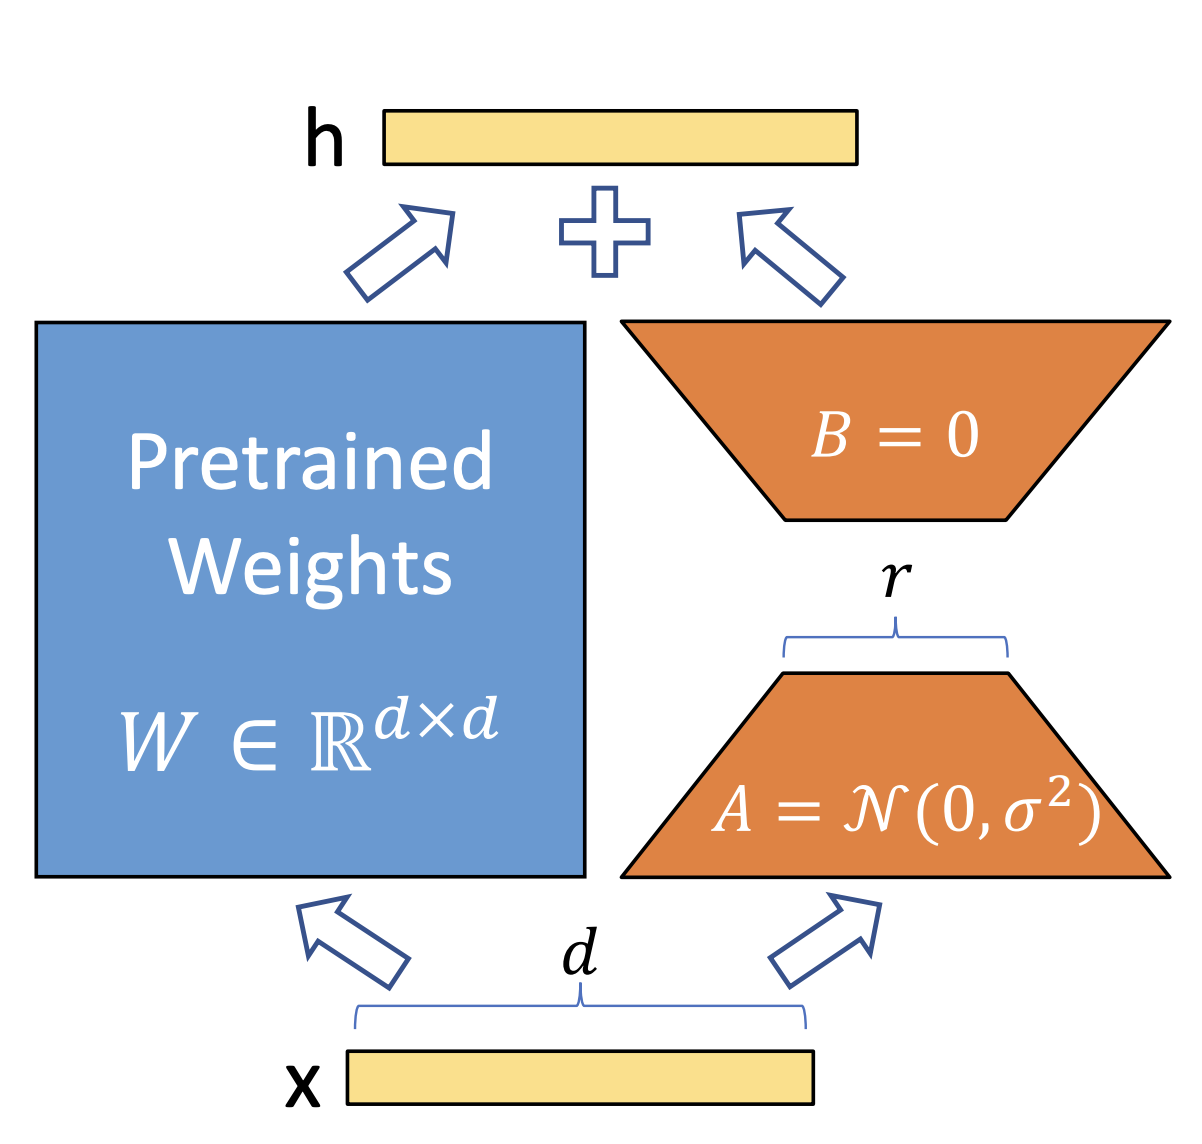 h
Pretrained
Weights
W ∈ ℝ^{d×d}
B = 0
r
A = 𝒩(0, σ²)
d
x